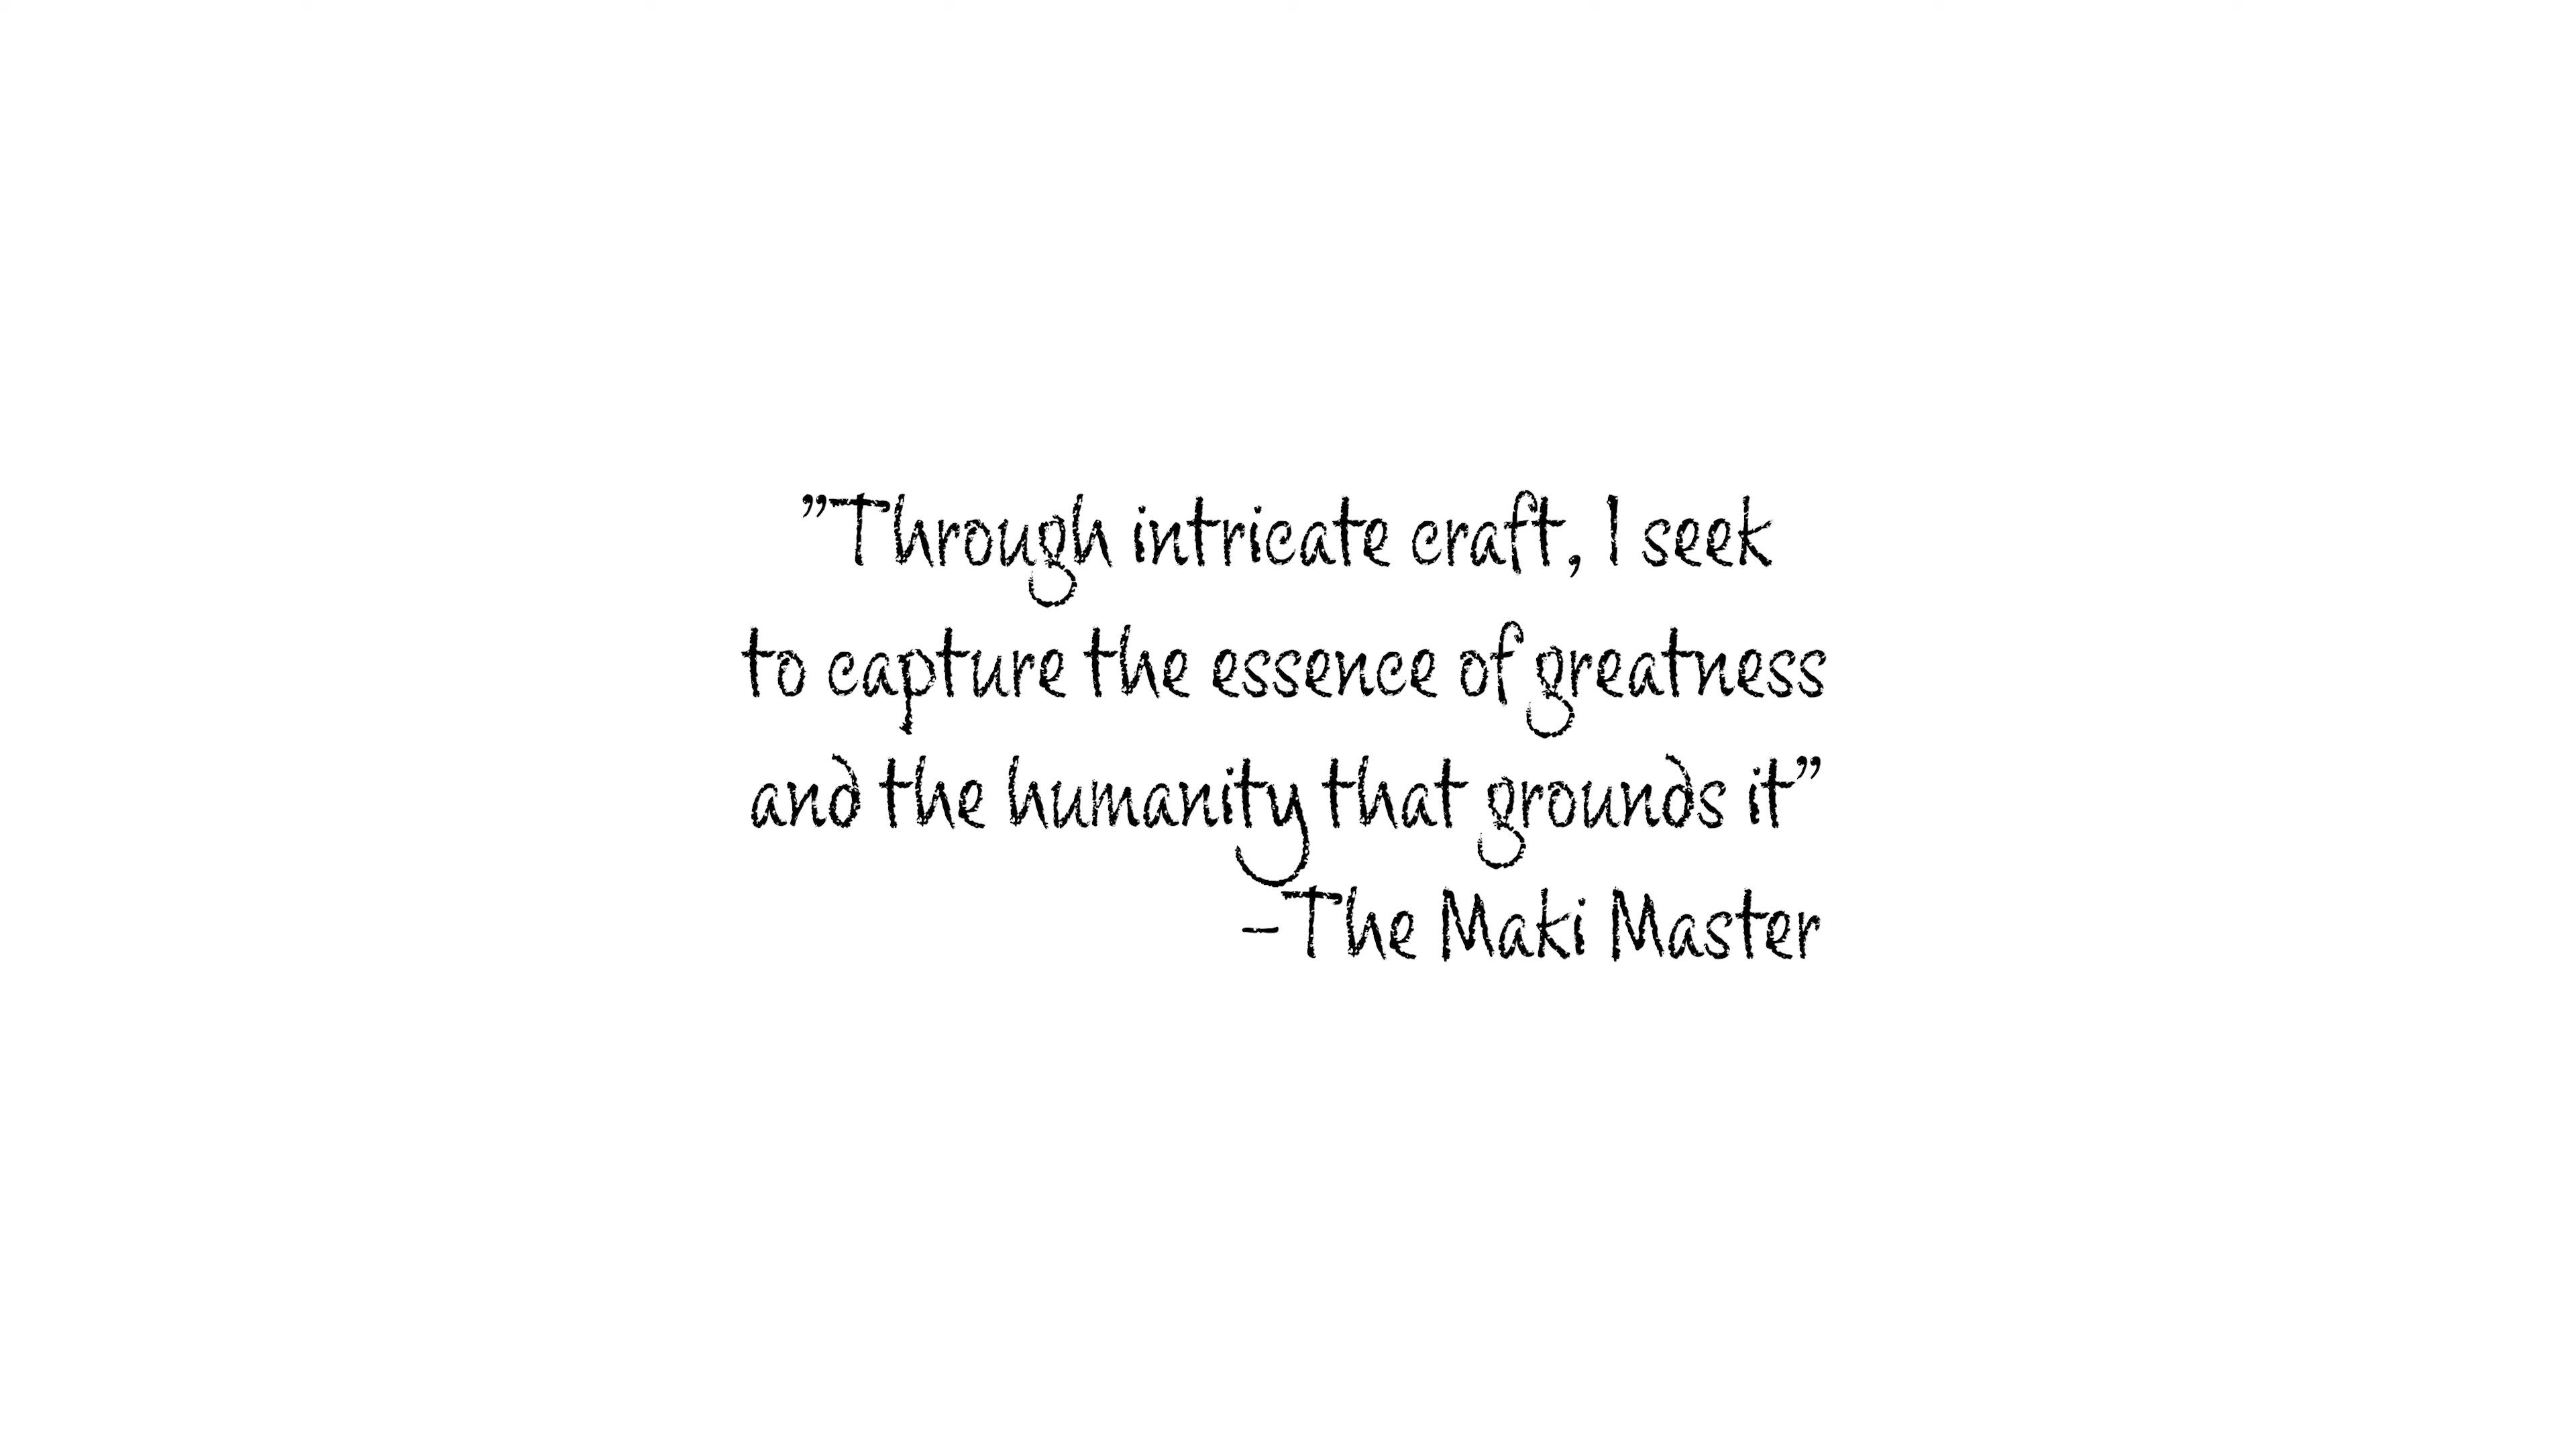 ”Through intricate craft, I seek
to capture the essence of greatness
and the humanity that grounds it”
-The Maki Master